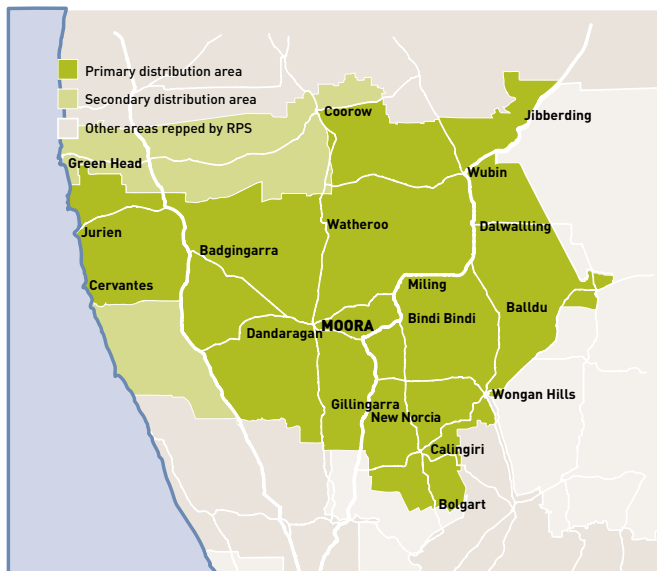 Primary distribution area
Secondary distribution area
Other areas repped by RPS
Coorow
Jibberding
Green Head
Wubin
Jurien
Badgingarra
Watheroo
Dalwallling
Cervantes
Miling
Balldu
Dandaragan
MOORA
Bindi Bindi
Gillingarra
New Norcia
Wongan Hills
Calingiri
Bolgart